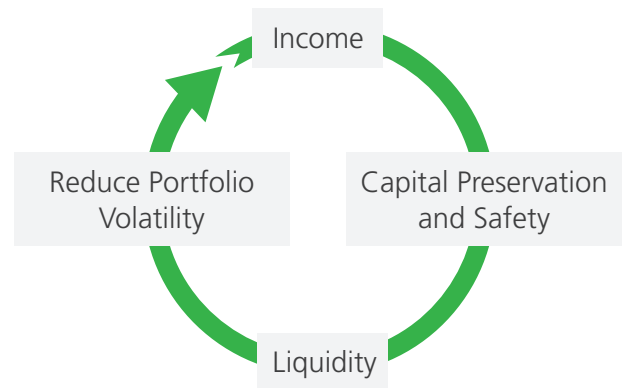 Income
Capital Preservation
and Safety
Liquidity
Reduce Portfolio
Volatility